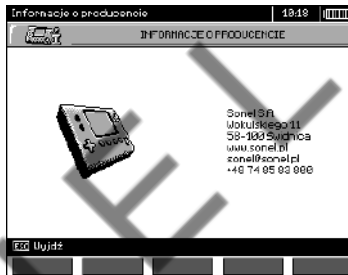 Informacje o producencie 18:18
INFORMACJE O PRODUCENCIE
Sonel SA
Wokulskiego 11
58-100 Świdnica
www.sonel.pl
sonel@sonel.pl
+48 74 85 83 800
ESC Wyjdź